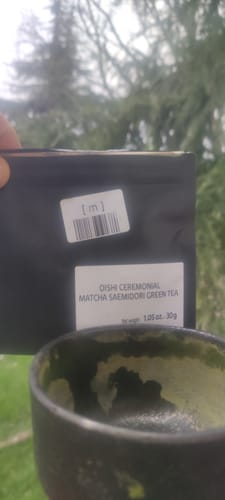 [m]
OISHI CEREMONIAL
MATCHA SAEMIDORI GREEN TEA
Net weight: 1.05 oz. 30g